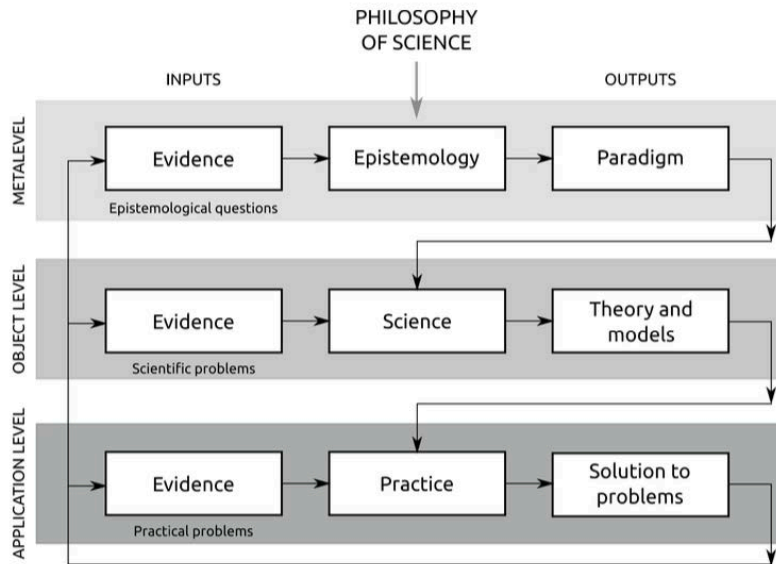 PHILOSOPHY
OF SCIENCE
INPUTS
OUTPUTS
METALEVEL
Evidence
Epistemology
Paradigm
Epistemological questions
OBJECT LEVEL
Evidence
Science
Theory and
models
Scientific problems
APPLICATION LEVEL
Evidence
Practice
Solution to
problems
Practical problems